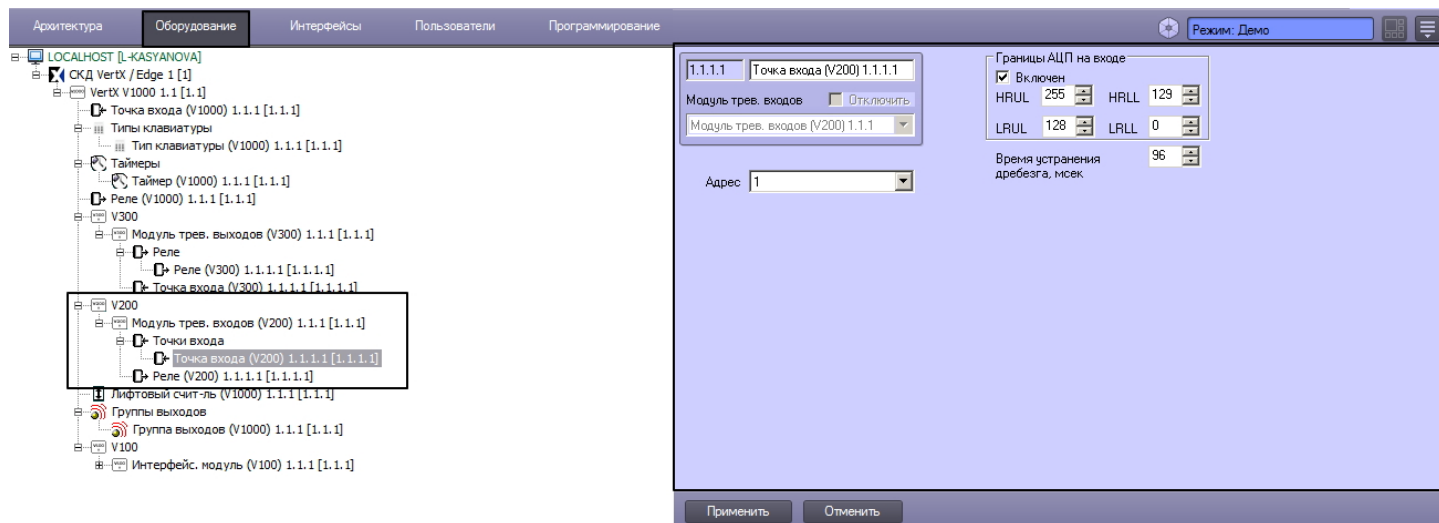 Архитектура Оборудование Интерфейсы Пользователи Программирование Режим: Демо
LOCALHOST [L-KASYANOVA]
СКД VertX / Edge 1 [1]
VertX V1000 1.1 [1.1]
Точка входа (V1000) 1.1.1 [1.1.1]
Типы клавиатуры
Тип клавиатуры (V1000) 1.1.1 [1.1.1]
Таймеры
Таймер (V1000) 1.1.1 [1.1.1]
Реле (V1000) 1.1.1 [1.1.1]
V300
Модуль трев. выходов (V300) 1.1.1 [1.1.1]
Реле
Реле (V300) 1.1.1.1 [1.1.1.1]
Точка входа (V300) 1.1.1.1 [1.1.1.1]
V200
Модуль трев. входов (V200) 1.1.1 [1.1.1]
Точки входа
Точка входа (V200) 1.1.1.1 [1.1.1.1]
Реле (V200) 1.1.1.1 [1.1.1.1]
Лифтовый счит-ль (V1000) 1.1.1 [1.1.1]
Группы выходов
Группа выходов (V1000) 1.1.1 [1.1.1]
V100
Интерфейс. модуль (V100) 1.1.1 [1.1.1]
1.1.1.1 Точка входа (V200) 1.1.1.1
Модуль трев. входов Отключить
Модуль трев. входов (V200) 1.1.1
Адрес 1
Границы АЦП на входе
Включен
HRUL 255 HRLL 129
LRUL 128 LRLL 0
Время устранения 96
дребезга, мсек
Применить Отменить